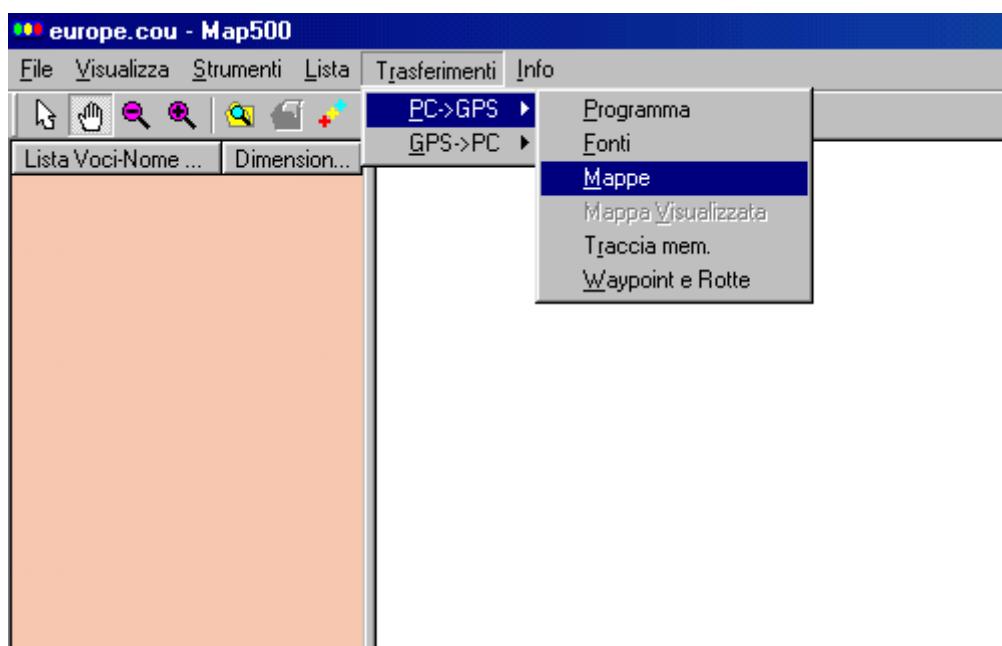 europe.cou - Map500
File Visualizza Strumenti Lista Trasferimenti Info
PC->GPS
GPS->PC
Programma
Fonti
Mappe
Mappa Visualizzata
Traccia mem.
Waypoint e Rotte
Lista Voci-Nome ... Dimension...